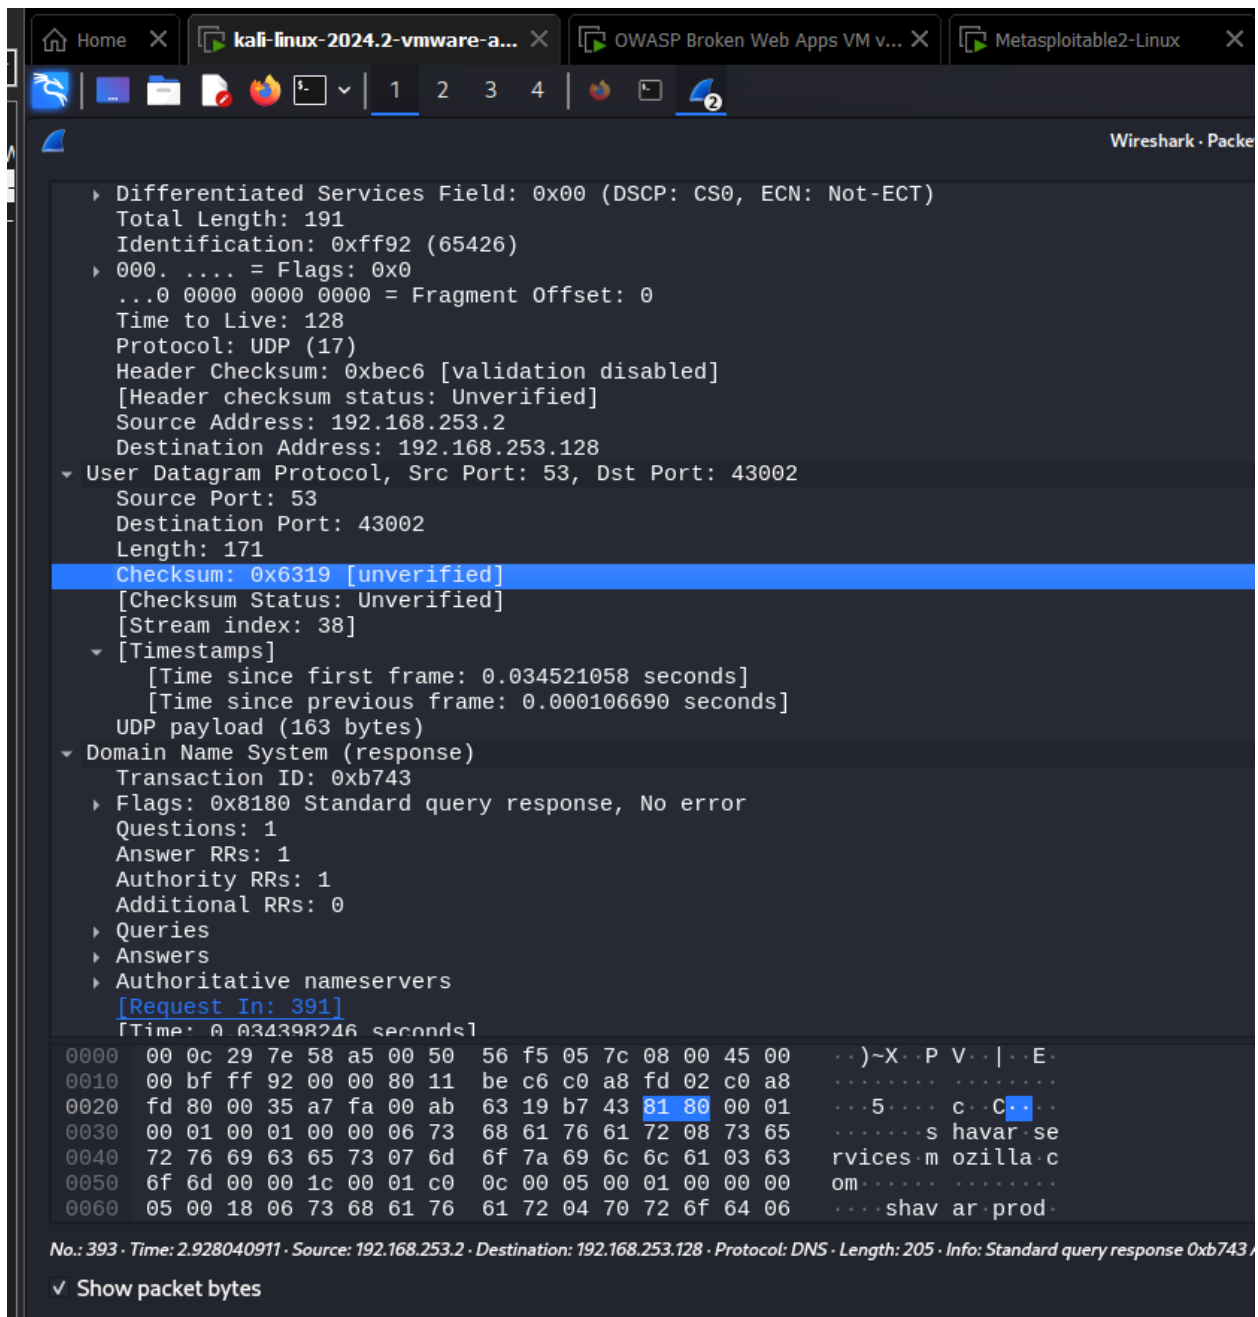 Home
kali-linux-2024.2-vmware-a...
OWASP Broken Web Apps VM v...
Metasploitable2-Linux
1 2 3 4
2
Wireshark · Packe
Differentiated Services Field: 0x00 (DSCP: CS0, ECN: Not-ECT)
Total Length: 191
Identification: 0xff92 (65426)
000. .... = Flags: 0x0
...0 0000 0000 0000 = Fragment Offset: 0
Time to Live: 128
Protocol: UDP (17)
Header Checksum: 0xbec6 [validation disabled]
[Header checksum status: Unverified]
Source Address: 192.168.253.2
Destination Address: 192.168.253.128
User Datagram Protocol, Src Port: 53, Dst Port: 43002
Source Port: 53
Destination Port: 43002
Length: 171
Checksum: 0x6319 [unverified]
[Checksum Status: Unverified]
[Stream index: 38]
[Timestamps]
[Time since first frame: 0.034521058 seconds]
[Time since previous frame: 0.000106690 seconds]
UDP payload (163 bytes)
Domain Name System (response)
Transaction ID: 0xb743
Flags: 0x8180 Standard query response, No error
Questions: 1
Answer RRs: 1
Authority RRs: 1
Additional RRs: 0
Queries
Answers
Authoritative nameservers
[Request In: 391]
[Time: 0.034398246 seconds]
0000 00 0c 29 7e 58 a5 00 50 56 f5 05 7c 08 00 45 00 ··)~X··P V··|··E·
0010 00 bf ff 92 00 00 80 11 be c6 c0 a8 fd 02 c0 a8 ········ ········
0020 fd 80 00 35 a7 fa 00 ab 63 19 b7 43 81 80 00 01 ···5···· c··C····
0030 00 01 00 01 00 00 06 73 68 61 76 61 72 08 73 65 ·······s havar·se
0040 72 76 69 63 65 73 07 6d 6f 7a 69 6c 6c 61 03 63 rvices·m ozilla·c
0050 6f 6d 00 00 1c 00 01 c0 0c 00 05 00 01 00 00 00 om······ ········
0060 05 00 18 06 73 68 61 76 61 72 04 70 72 6f 64 06 ····shav ar·prod·
No.: 393 · Time: 2.928040911 · Source: 192.168.253.2 · Destination: 192.168.253.128 · Protocol: DNS · Length: 205 · Info: Standard query response 0xb743
Show packet bytes